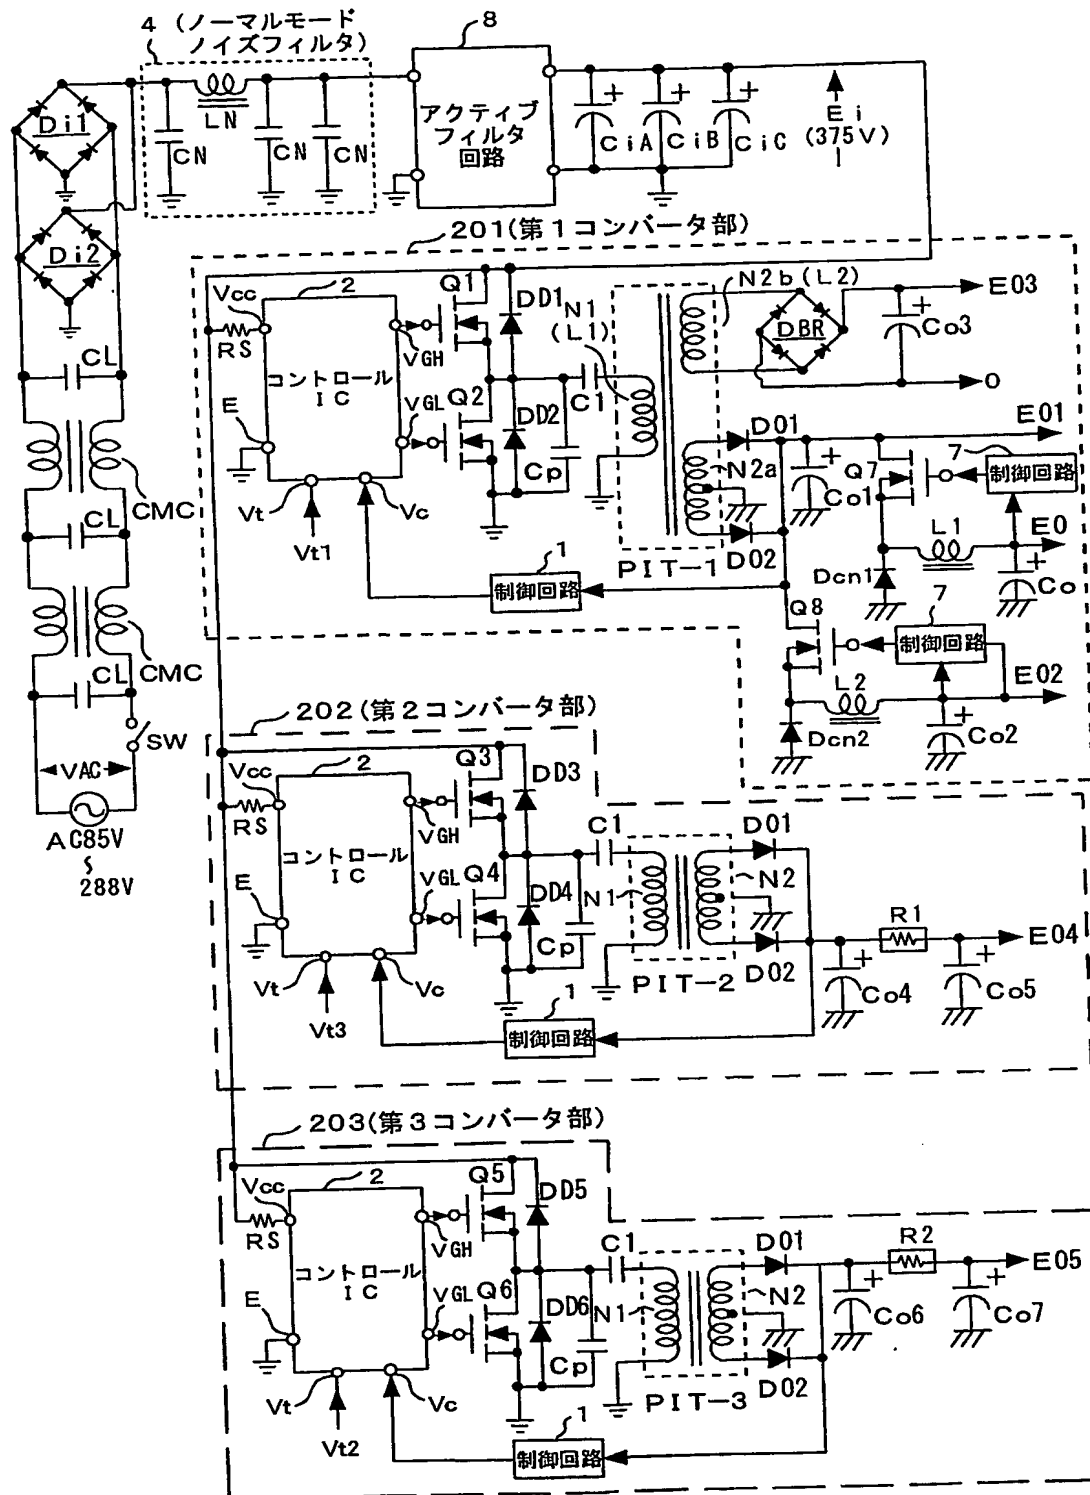 4 (ノーマルモード
ノイズフィルタ)
8
Di1
LN
CN
CN
CN
アクティブ
フィルタ
回路
+
+
+
CiA
CiB
CiC
Ei
(375V)
Di2
201(第1コンバータ部)
Vcc
2
Q1
DD1
N1
(L1)
N2b(L2)
E03
RS
VGH
DBR
+
Co3
CL
コントロール
IC
0
Q2
DD2
C1
E
VGL
Cp
D01
E01
N2a
+
Co1
Q7
7
制御回路
CMC
Vt
Vc
D02
L1
E0
CL
Vt1
1
制御回路
PIT-1
Dcn1
+
Co
Q8
7
制御回路
CMC
L2
E02
CL
202(第2コンバータ部)
Dcn2
+
Co2
SW
VAC
Vcc
2
Q3
DD3
RS
VGH
AC85V
∫
288V
コントロール
IC
C1
D01
Q4
DD4
N1
N2
E
VGL
Cp
R1
E04
D02
PIT-2
+
Co4
+
Co5
Vt
Vc
Vt3
1
制御回路
203(第3コンバータ部)
Vcc
2
Q5
DD5
RS
VGH
C1
D01
R2
E05
コントロール
IC
Q6
DD6
N1
N2
+
Co6
+
Co7
E
VGL
Cp
D02
PIT-3
Vt
Vc
Vt2
1
制御回路